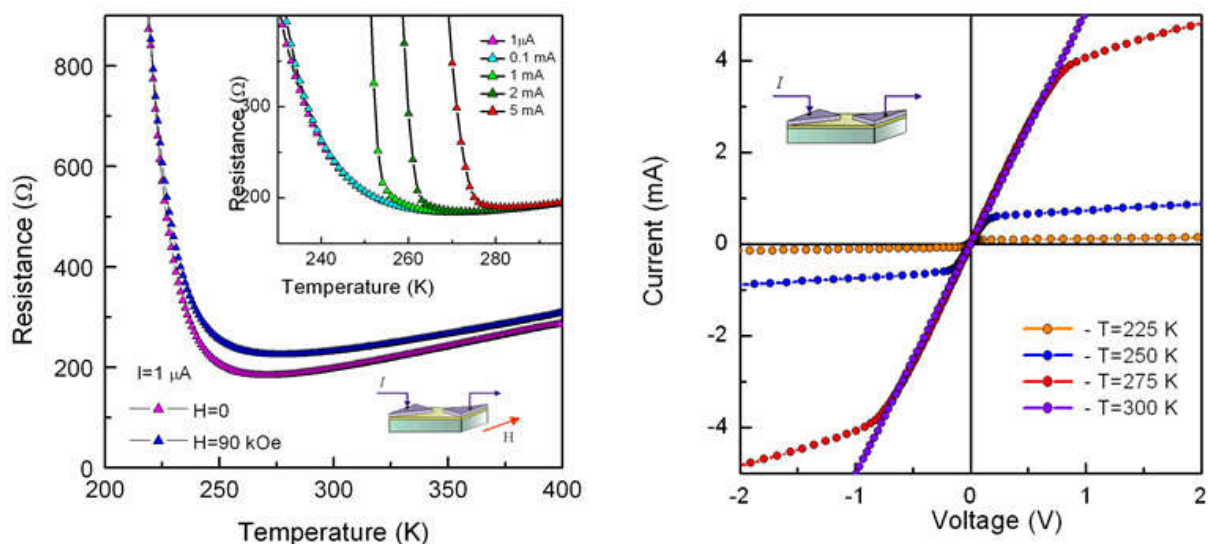 800
600
400
200
0
200
250
300
350
400
Resistance (Ω)
Temperature (K)
I=1 μA
H=0
H=90 kOe
I
H
300
200
240
260
280
Resistance (Ω)
Temperature (K)
1μA
0.1 mA
1 mA
2 mA
5 mA
4
2
0
-2
-4
-2
-1
0
1
2
Current (mA)
Voltage (V)
I
- T=225 K
- T=250 K
- T=275 K
- T=300 K